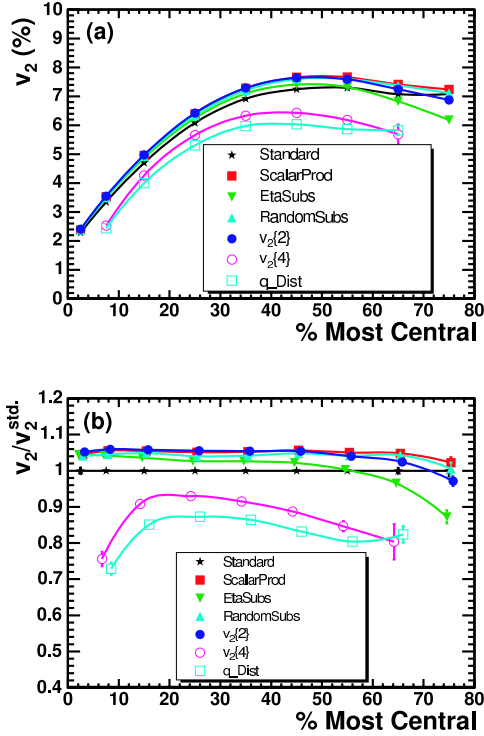 (a)
v2 (%)
10
9
8
7
6
5
4
3
2
1
0
Standard
ScalarProd
EtaSubs
RandomSubs
v2{2}
v2{4}
q_Dist
0 10 20 30 40 50 60 70 80
% Most Central
(b)
v2/v2std.
1.2
1.1
1
0.9
0.8
0.7
0.6
0.5
0.4
Standard
ScalarProd
EtaSubs
RandomSubs
v2{2}
v2{4}
q_Dist
0 10 20 30 40 50 60 70 80
% Most Central